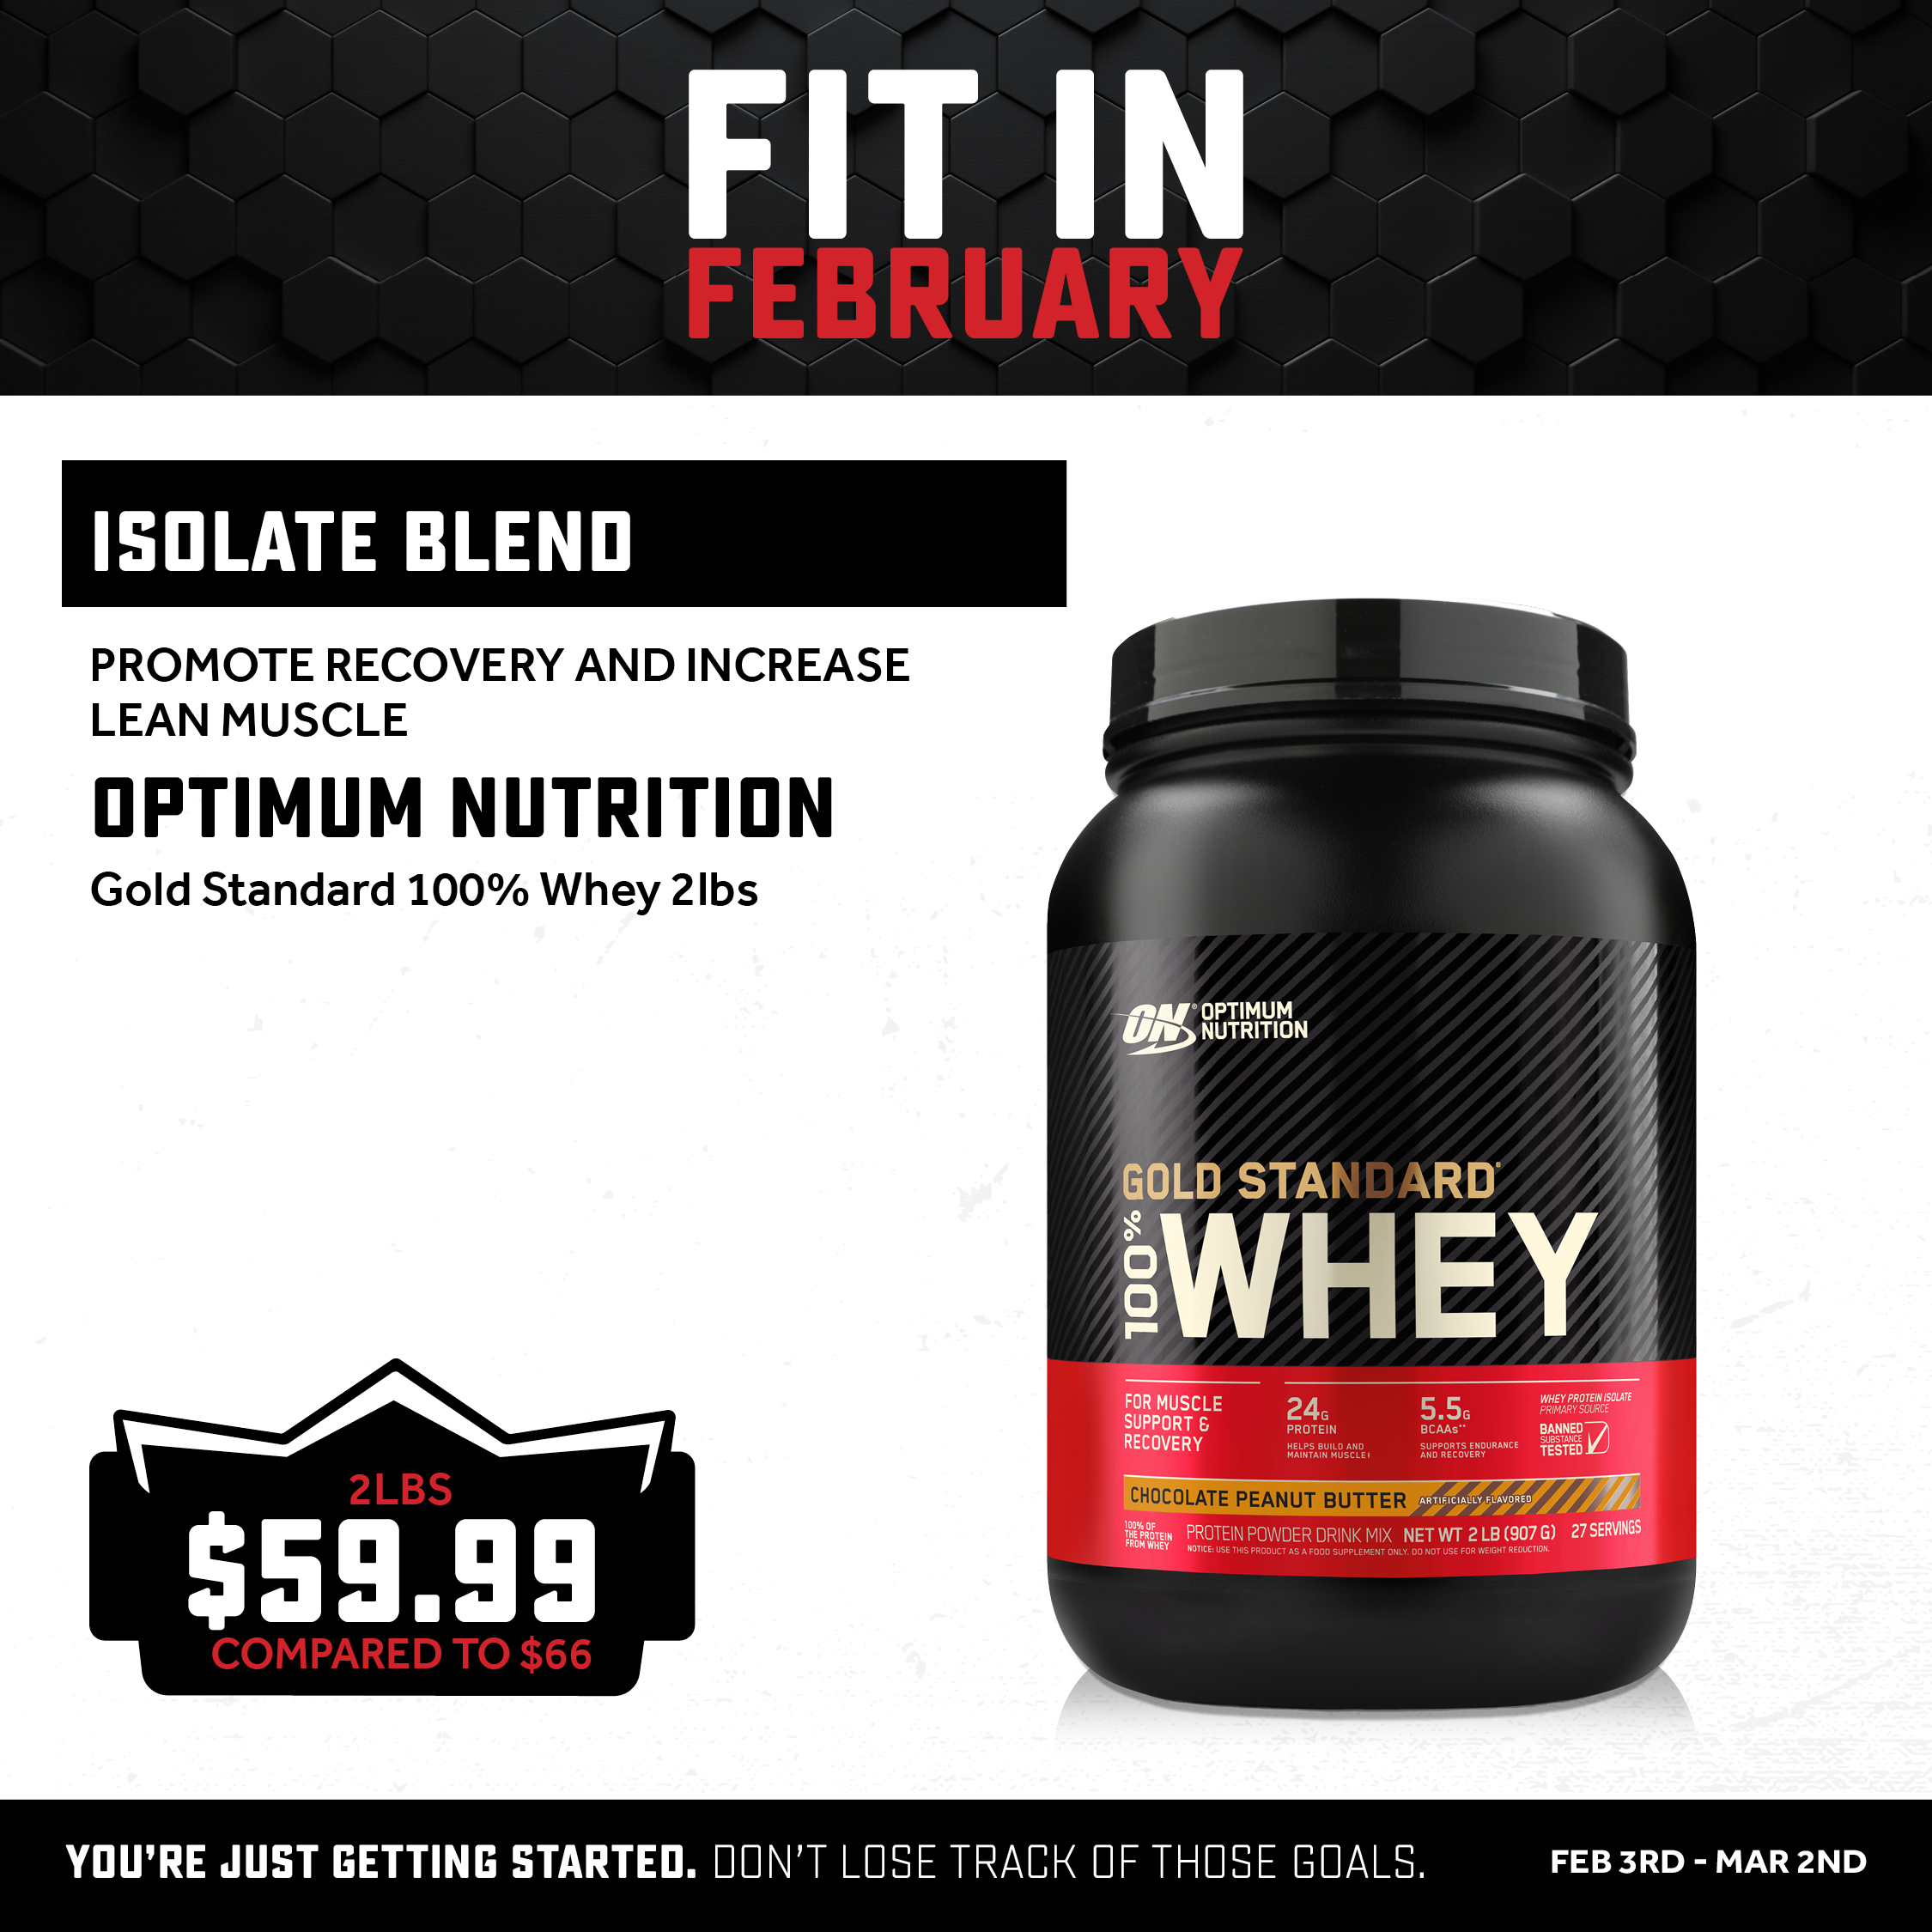 FIT IN
FEBRUARY
ISOLATE BLEND
PROMOTE RECOVERY AND INCREASE
LEAN MUSCLE
OPTIMUM NUTRITION
Gold Standard 100% Whey 2lbs
ON® OPTIMUM
NUTRITION
GOLD STANDARD
100% WHEY
FOR MUSCLE
SUPPORT &
RECOVERY
24G
PROTEIN
HELPS BUILD AND
MAINTAIN MUSCLE‡
5.5G
BCAAs**
SUPPORTS ENDURANCE
AND RECOVERY
WHEY PROTEIN ISOLATE
PRIMARY SOURCE
BANNED
SUBSTANCE
TESTED
CHOCOLATE PEANUT BUTTER ARTIFICIALLY FLAVORED
100% OF
THE PROTEIN
FROM WHEY
PROTEIN POWDER DRINK MIX NET WT 2 LB (907 G) 27 SERVINGS
NOTICE: USE THIS PRODUCT AS A FOOD SUPPLEMENT ONLY. DO NOT USE FOR WEIGHT REDUCTION.
2LBS
$59.99
COMPARED TO $66
YOU'RE JUST GETTING STARTED. DON'T LOSE TRACK OF THOSE GOALS.
FEB 3RD - MAR 2ND